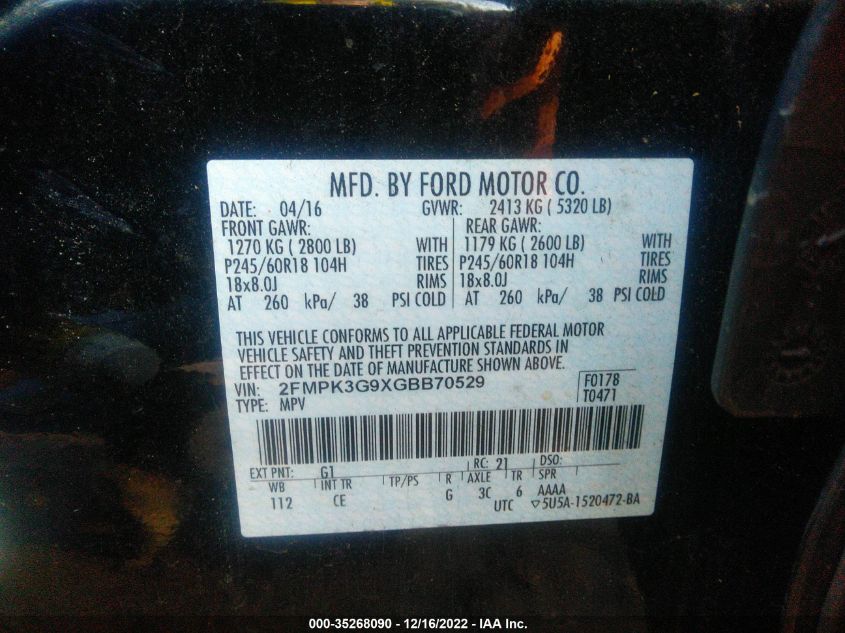 MFD. BY FORD MOTOR CO.
DATE: 04/16 GVWR: 2413 KG ( 5320 LB)
FRONT GAWR: REAR GAWR:
1270 KG ( 2800 LB) WITH 1179 KG ( 2600 LB) WITH
P245/60R18 104H TIRES P245/60R18 104H TIRES
18x8.0J RIMS 18x8.0J RIMS
AT 260 kPa/ 38 PSI COLD AT 260 kPa/ 38 PSI COLD
THIS VEHICLE CONFORMS TO ALL APPLICABLE FEDERAL MOTOR
VEHICLE SAFETY AND THEFT PREVENTION STANDARDS IN
EFFECT ON THE DATE OF MANUFACTURE SHOWN ABOVE.
VIN: 2FMPK3G9XGBB70529 F0178
TYPE: MPV T0471
EXT PNT: G1 RC: 21 DSO:
WB INT TR TP/PS R AXLE TR SPR
112 CE G 3C 6 AAAA
UTC ▽5U5A-1520472-BA
000-35268090 - 12/16/2022 - IAA Inc.